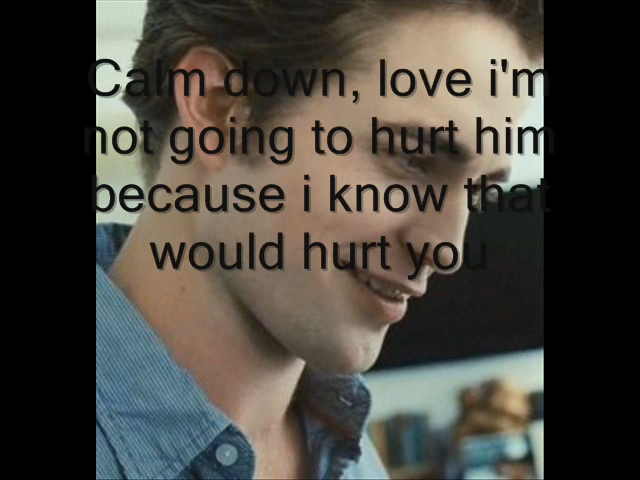 Calm down, love i'm
not going to hurt him
because i know that
would hurt you